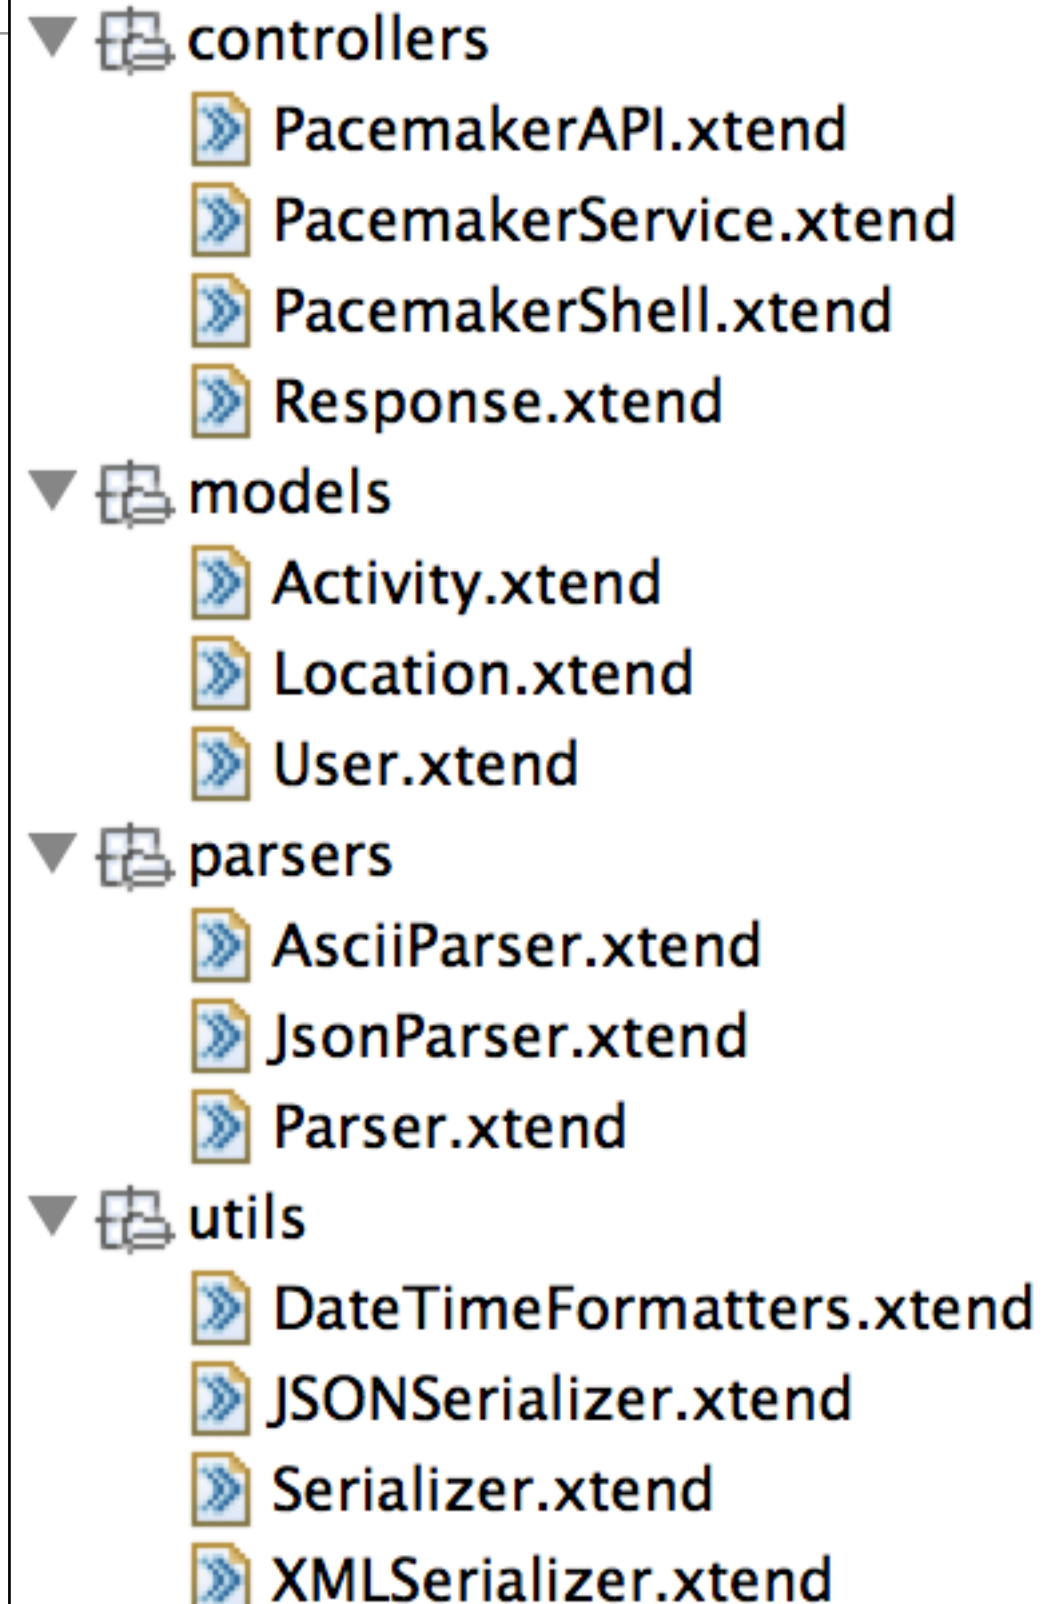 controllers
PacemakerAPI.xtend
PacemakerService.xtend
PacemakerShell.xtend
Response.xtend
models
Activity.xtend
Location.xtend
User.xtend
parsers
AsciiParser.xtend
JsonParser.xtend
Parser.xtend
utils
DateTimeFormatters.xtend
JSONSerializer.xtend
Serializer.xtend
XMLSerializer.xtend